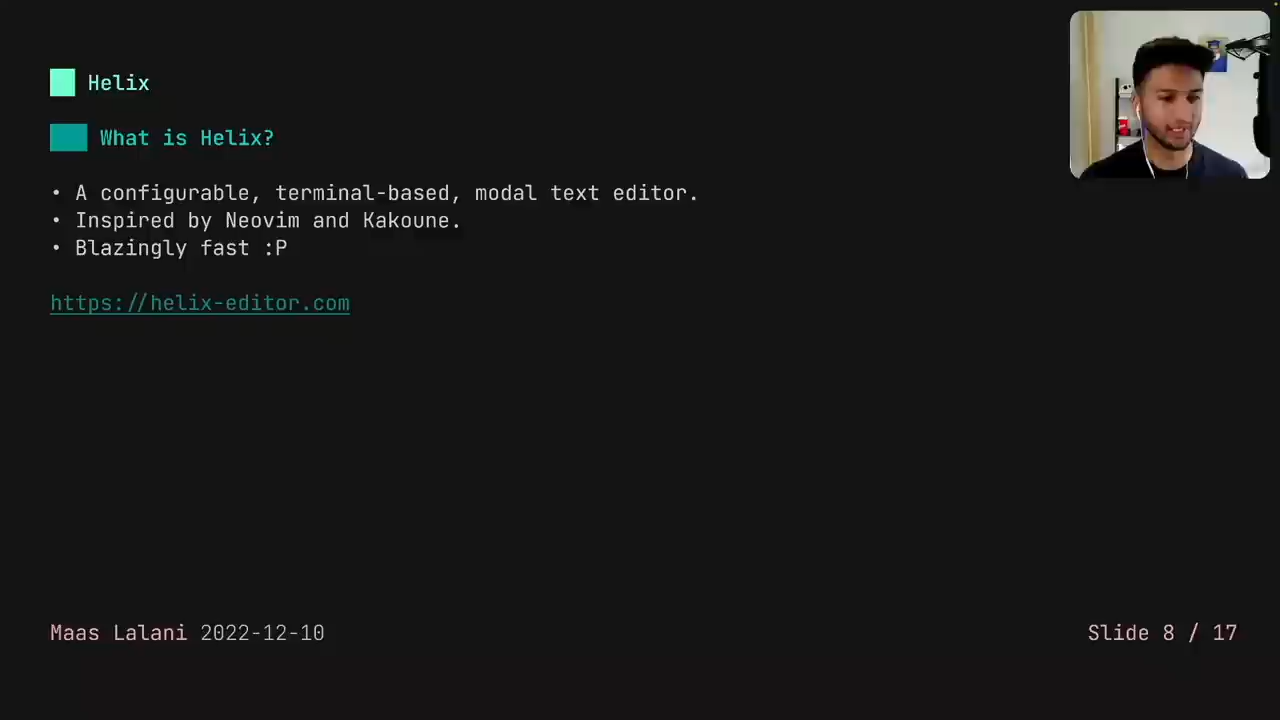 Helix
What is Helix?
• A configurable, terminal-based, modal text editor.
• Inspired by Neovim and Kakoune.
• Blazingly fast :P
https://helix-editor.com
Maas Lalani 2022-12-10
Slide 8 / 17